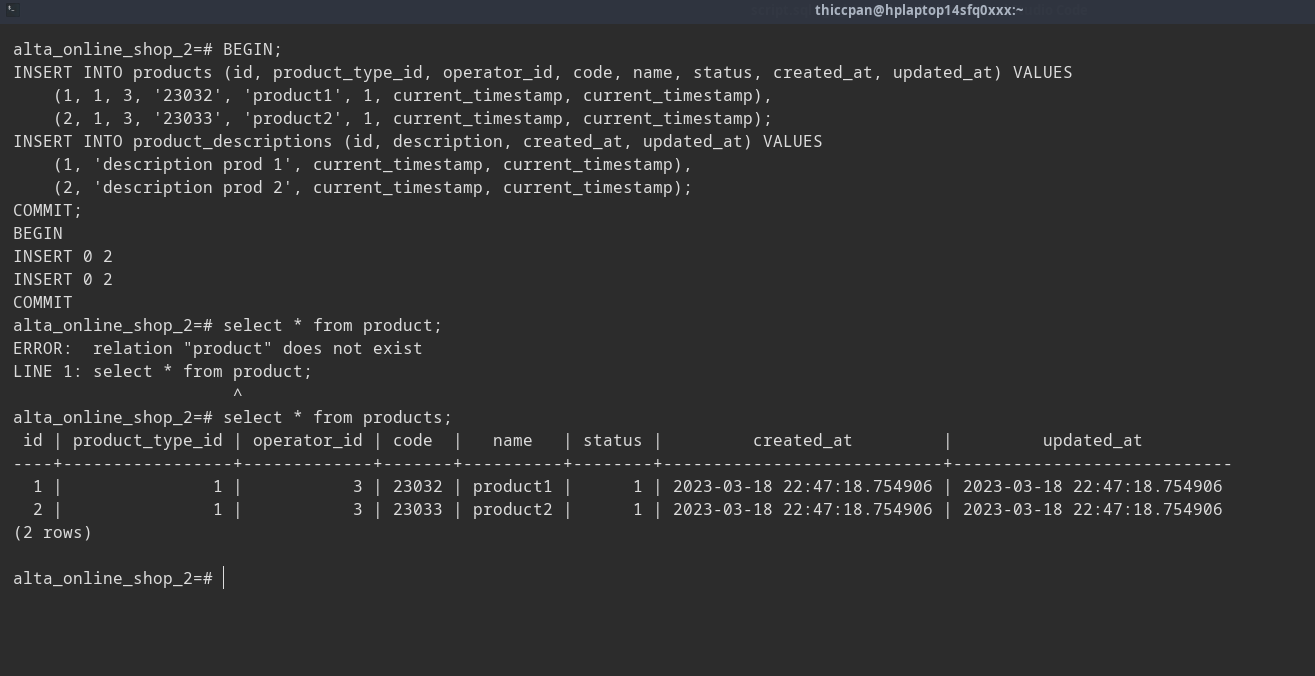 thiccpan@hplaptop14sfq0xxx:~
alta_online_shop_2=# BEGIN;
INSERT INTO products (id, product_type_id, operator_id, code, name, status, created_at, updated_at) VALUES
    (1, 1, 3, '23032', 'product1', 1, current_timestamp, current_timestamp),
    (2, 1, 3, '23033', 'product2', 1, current_timestamp, current_timestamp);
INSERT INTO product_descriptions (id, description, created_at, updated_at) VALUES
    (1, 'description prod 1', current_timestamp, current_timestamp),
    (2, 'description prod 2', current_timestamp, current_timestamp);
COMMIT;
BEGIN
INSERT 0 2
INSERT 0 2
COMMIT
alta_online_shop_2=# select * from product;
ERROR:  relation "product" does not exist
LINE 1: select * from product;
                      ^
alta_online_shop_2=# select * from products;
 id | product_type_id | operator_id | code  |   name   | status |         created_at         |         updated_at
----+-----------------+-------------+-------+----------+--------+----------------------------+----------------------------
  1 |               1 |           3 | 23032 | product1 |      1 | 2023-03-18 22:47:18.754906 | 2023-03-18 22:47:18.754906
  2 |               1 |           3 | 23033 | product2 |      1 | 2023-03-18 22:47:18.754906 | 2023-03-18 22:47:18.754906
(2 rows)
alta_online_shop_2=#